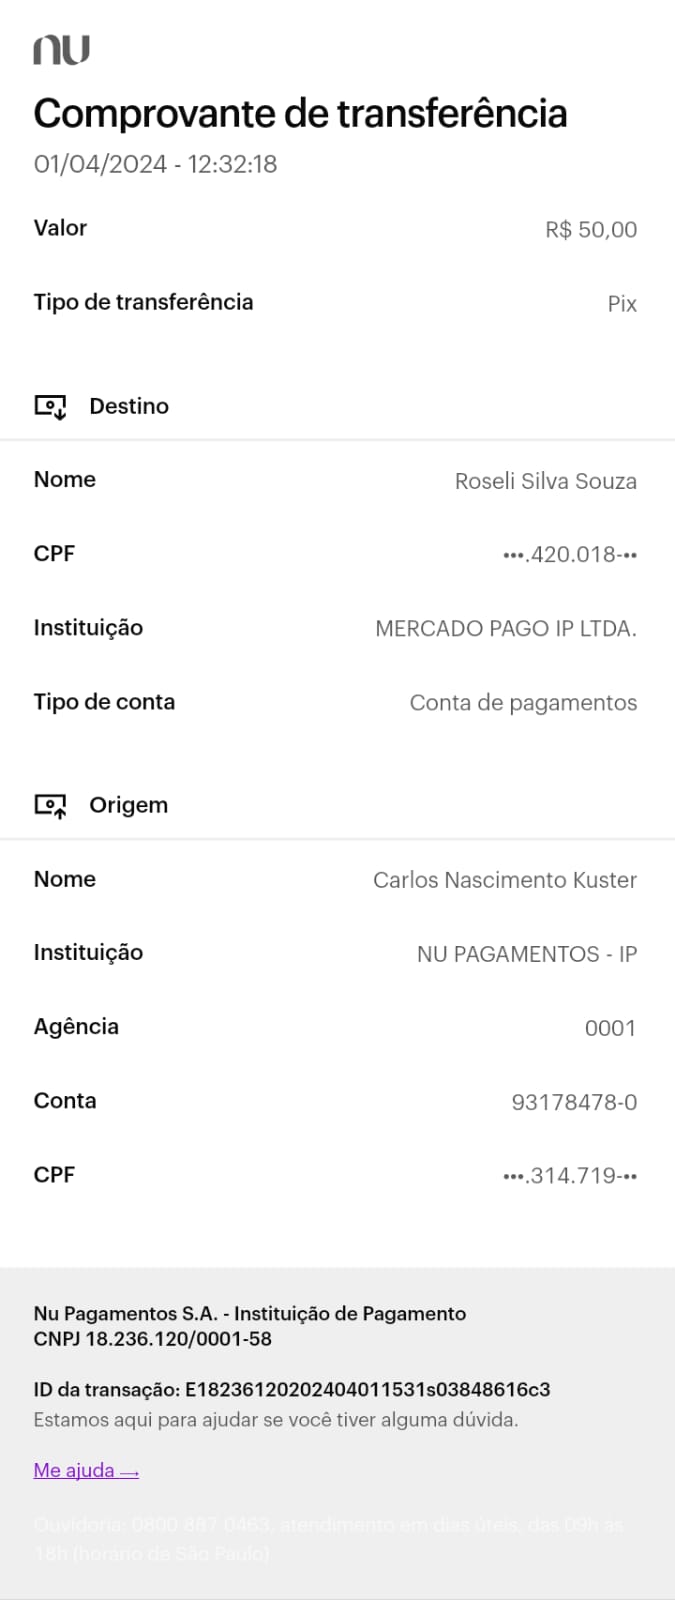 nu
Comprovante de transferência
01/04/2024 - 12:32:18
Valor R$ 50,00
Tipo de transferência Pix
Destino
Nome Roseli Silva Souza
CPF •••.420.018-••
Instituição MERCADO PAGO IP LTDA.
Tipo de conta Conta de pagamentos
Origem
Nome Carlos Nascimento Kuster
Instituição NU PAGAMENTOS - IP
Agência 0001
Conta 93178478-0
CPF •••.314.719-••
Nu Pagamentos S.A. - Instituição de Pagamento
CNPJ 18.236.120/0001-58
ID da transação: E18236120202404011531s03848616c3
Estamos aqui para ajudar se você tiver alguma dúvida.
Me ajuda →
Ouvidoria: 0800 887 0463, atendimento em dias úteis, das 09h às
18h (horário de São Paulo)